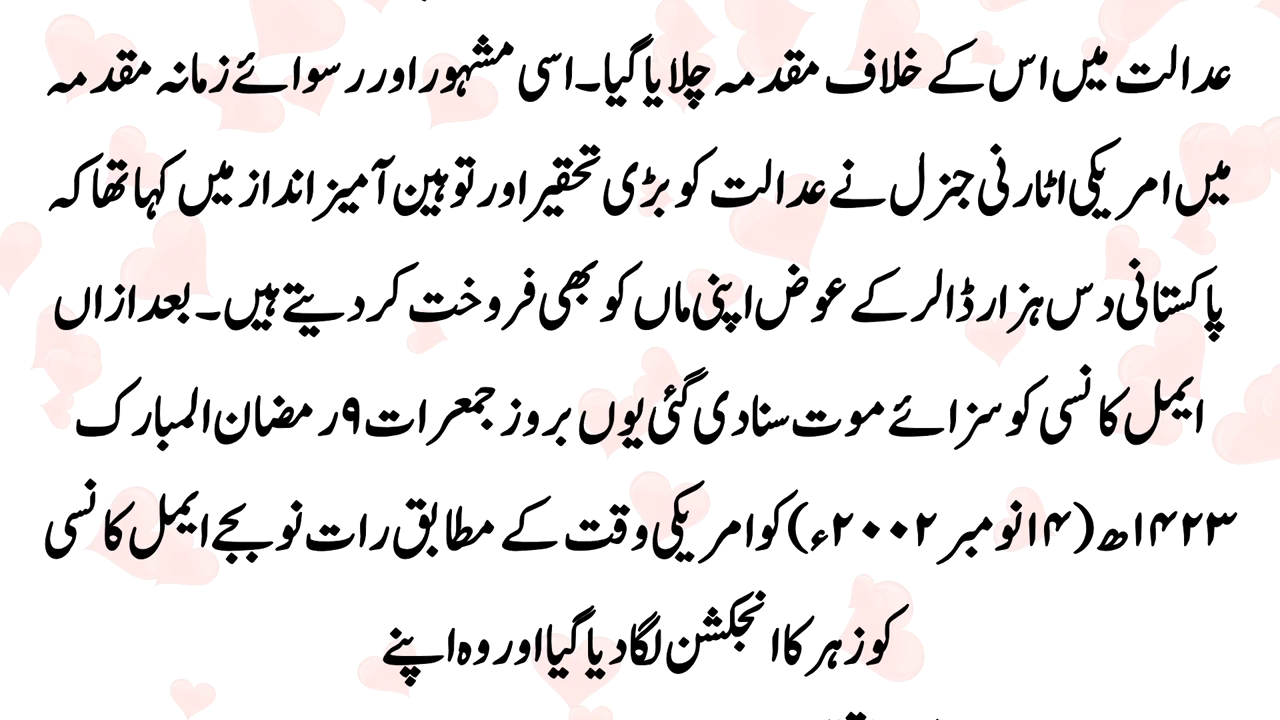 عدالت میں اس کے خلاف مقدمہ چلایا گیا۔ اسی مشہور اور رسوائے زمانہ مقدمہ
میں امریکی اٹارنی جنرل نے عدالت کو بڑی تحقیر اور توہین آمیز انداز میں کہا تھا کہ
پاکستانی دس ہزار ڈالر کے عوض اپنی ماں کو بھی فروخت کر دیتے ہیں۔ بعد ازاں
ایمل کانسی کو سزائے موت سنا دی گئی یوں بروز جمعرات ۹ رمضان المبارک
۱۴۲۳ھ (۱۴ نومبر ۲۰۰۲ء) کو امریکی وقت کے مطابق رات نو بجے ایمل کانسی
کو زہر کا انجکشن لگا دیا گیا اور وہ اپنے